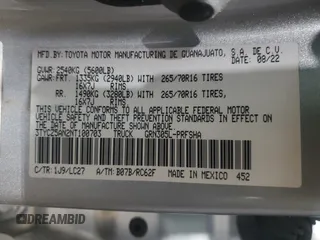 MFD.BY:TOYOTA MOTOR MANUFACTURING DE GUANAJUATO, S.A. DE C.V.
DATE: 08/22
GVWR:2540KG (5600LB)
GAWR:FRT 1335KG (2940LB) WITH 265/70R16 TIRES
16X7J RIMS
RR 1490KG (3280LB) WITH 265/70R16 TIRES
16X7J RIMS
THIS VEHICLE CONFORMS TO ALL APPLICABLE FEDERAL MOTOR
VEHICLE SAFETY STANDARDS IN EFFECT ON THE DATE OF
MANUFACTURE SHOWN ABOVE.
3TYCZ5AN2NT100703 TRUCK GRN305L-PRFSHA
C/TR:1J9/LC27 A/TM:B07B/RC62F MADE IN MEXICO 452
DREAMBID